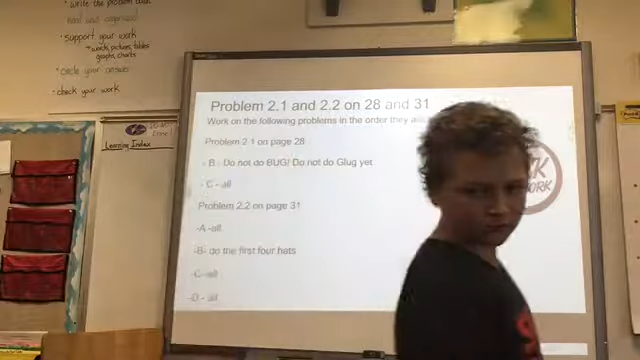 • write the problem
• support your work
• words, pictures, tables
graphs, charts
• circle your answer
• check your work
Learning Index
Problem 2.1 and 2.2 on 28 and 31
Work on the following problems in the order they
Problem 2.1 on page 28
- B - Do not do BUG! Do not do Glug yet
- C - all
Problem 2.2 on page 31
-A -all
-B- do the first four hats
C -all
-D - all